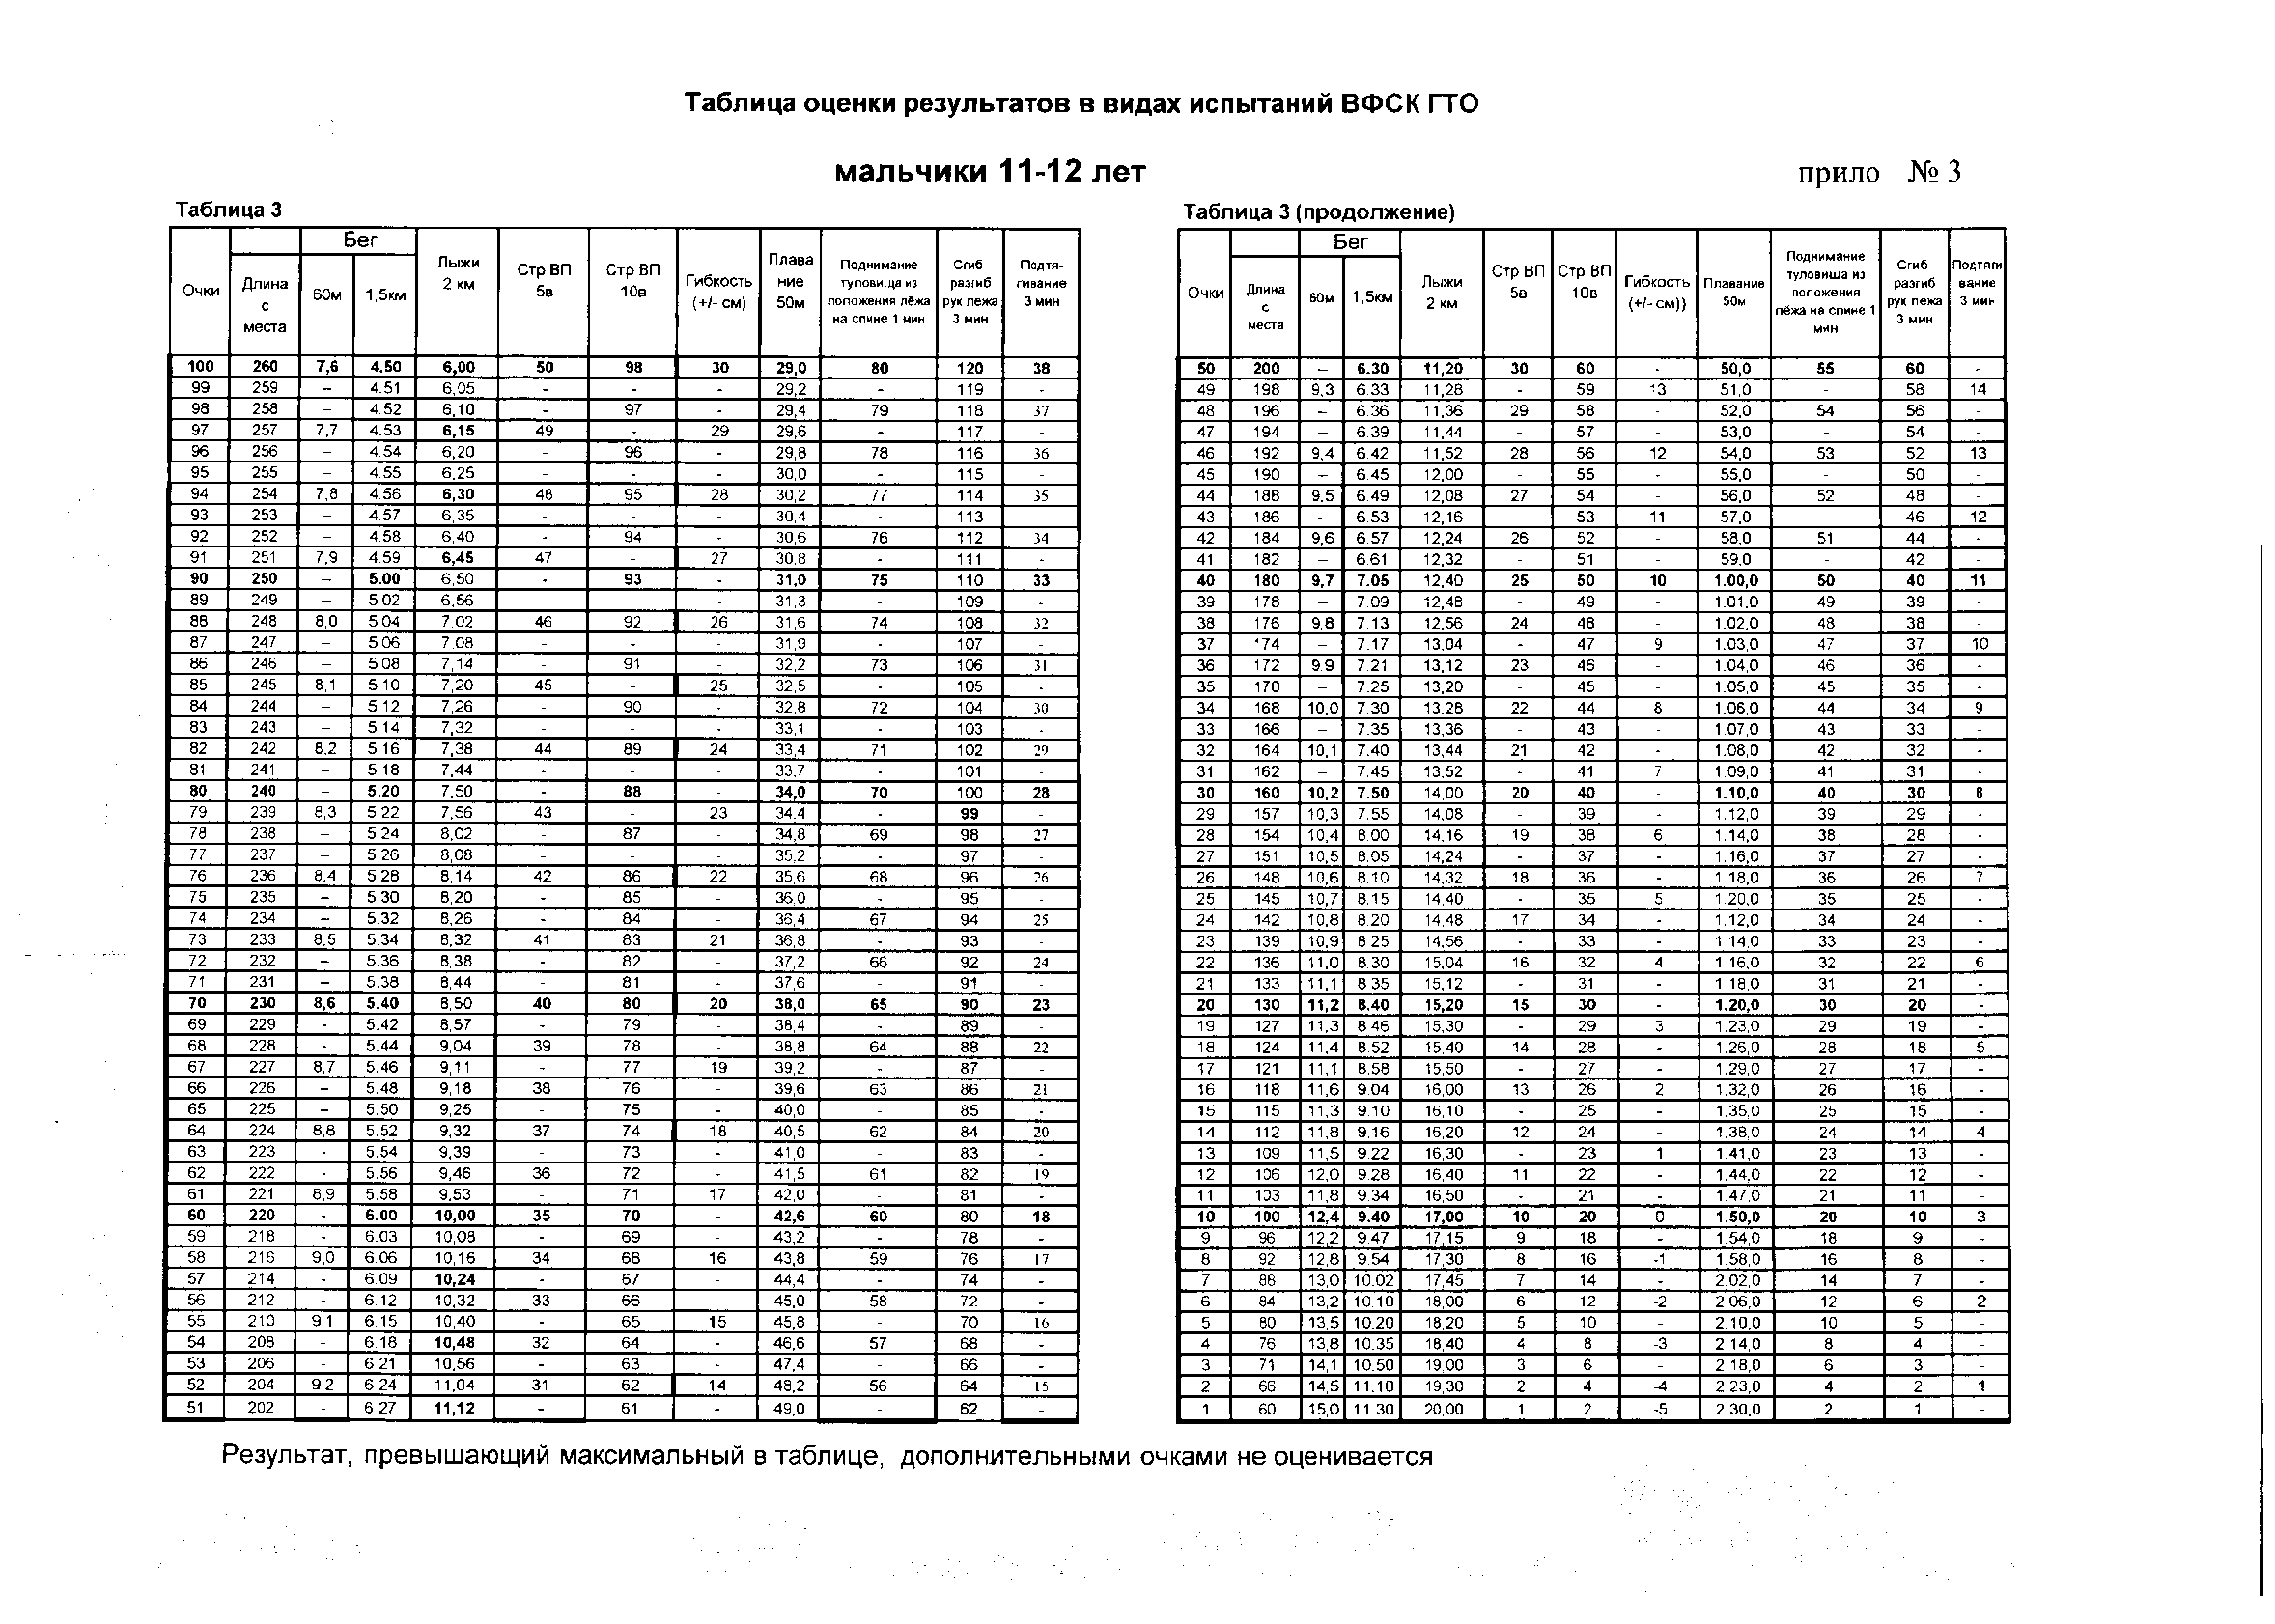 Таблица оценки результатов в видах испытаний ВФСК ГТО
мальчики 11-12 лет
прило № 3
Таблица 3
Очки Длина с места Бег 60м 1,5км Лыжи 2 км Стр ВП 5в Стр ВП 10в Гибкость (+/- см) Плавание 50м Поднимание туловища из положения лёжа на спине 1 мин Сгиб-разгиб рук лежа 3 мин Подтя-гивание 3 мин
100 260 7,6 4.50 6,00 50 98 30 29,0 80 120 38
99 259 – 4.51 6,05 - - - 29,2 - 119 -
98 258 – 4.52 6,10 - 97 - 29,4 79 118 37
97 257 7,7 4.53 6,15 49 - 29 29,6 - 117 -
96 256 – 4.54 6,20 - 96 - 29,8 78 116 36
95 255 – 4.55 6,25 - - - 30,0 - 115 -
94 254 7,8 4.56 6,30 48 95 28 30,2 77 114 35
93 253 – 4.57 6,35 - - - 30,4 - 113 -
92 252 – 4.58 6,40 - 94 - 30,6 76 112 34
91 251 7,9 4.59 6,45 47 - 27 30,8 - 111 -
90 250 – 5.00 6,50 - 93 - 31,0 75 110 33
89 249 – 5.02 6,56 - - - 31,3 - 109 -
88 248 8,0 5 04 7.02 46 92 26 31,6 74 108 32
87 247 – 5 06 7.08 - - - 31,9 - 107 -
86 246 – 5.08 7,14 - 91 - 32,2 73 106 31
85 245 8,1 5.10 7,20 45 - 25 32,5 - 105 -
84 244 – 5.12 7,26 - 90 - 32,8 72 104 30
83 243 – 5.14 7,32 - - - 33,1 - 103 -
82 242 8.2 5.16 7,38 44 89 24 33,4 71 102 29
81 241 – 5.18 7,44 - - - 33.7 - 101 -
80 240 – 5.20 7,50 - 88 - 34,0 70 100 28
79 239 8,3 5.22 7,56 43 - 23 34.4 - 99 -
78 238 – 5.24 8,02 - 87 - 34,8 69 98 27
77 237 – 5.26 8,08 - - - 35,2 - 97 -
76 236 8,4 5.28 8,14 42 86 22 35,6 68 96 26
75 235 – 5.30 8,20 - 85 - 36,0 - 95 -
74 234 – 5.32 8,26 - 84 - 36,4 67 94 25
73 233 8,5 5.34 8,32 41 83 21 36,8 - 93 -
72 232 – 5.36 8,38 - 82 - 37,2 66 92 24
71 231 – 5.38 8,44 - 81 - 37,6 - 91 -
70 230 8,6 5.40 8,50 40 80 20 38,0 65 90 23
69 229 - 5.42 8,57 - 79 - 38,4 - 89 -
68 228 - 5.44 9,04 39 78 - 38,8 64 88 22
67 227 8,7 5.46 9,11 - 77 19 39,2 - 87 -
66 226 – 5.48 9,18 38 76 - 39,6 63 86 21
65 225 – 5.50 9,25 - 75 - 40,0 - 85 -
64 224 8,8 5.52 9,32 37 74 18 40,5 62 84 20
63 223 - 5.54 9,39 - 73 - 41,0 - 83 -
62 222 - 5.56 9,46 36 72 - 41,5 61 82 19
61 221 8,9 5.58 9,53 - 71 17 42,0 - 81 -
60 220 - 6.00 10,00 35 70 - 42,6 60 80 18
59 218 - 6.03 10,08 - 69 - 43,2 - 78 -
58 216 9,0 6.06 10,16 34 68 16 43,8 59 76 17
57 214 - 6.09 10,24 - 67 - 44,4 - 74 -
56 212 - 6.12 10,32 33 66 - 45,0 58 72 -
55 210 9,1 6.15 10,40 - 65 15 45,8 - 70 16
54 208 - 6.18 10,48 32 64 - 46,6 57 68 -
53 206 - 6 21 10,56 - 63 - 47,4 - 66 -
52 204 9,2 6 24 11,04 31 62 14 48,2 56 64 15
51 202 - 6 27 11,12 - 61 - 49,0 - 62 -
Таблица 3 (продолжение)
Очки Длина с места Бег 60м 1,5км Лыжи 2 км Стр ВП 5в Стр ВП 10в Гибкость (+/- см)) Плавание 50м Поднимание туловища из положения лёжа на спине 1 мин Сгиб-разгиб рук лежа 3 мин Подтяги вание 3 мин
50 200 – 6.30 11,20 30 60 - 50,0 55 60 -
49 198 9,3 6.33 11,28 - 59 13 51,0 - 58 14
48 196 – 6.36 11,36 29 58 - 52,0 54 56 -
47 194 – 6.39 11,44 - 57 - 53,0 - 54 -
46 192 9,4 6.42 11,52 28 56 12 54,0 53 52 13
45 190 – 6.45 12,00 - 55 - 55,0 - 50 -
44 188 9.5 6.49 12,08 27 54 - 56,0 52 48 -
43 186 – 6.53 12,16 - 53 11 57,0 - 46 12
42 184 9,6 6.57 12,24 26 52 - 58,0 51 44 -
41 182 – 6.61 12,32 - 51 - 59.0 - 42 -
40 180 9,7 7.05 12,40 25 50 10 1.00,0 50 40 11
39 178 – 7.09 12,48 - 49 - 1.01.0 49 39 -
38 176 9,8 7.13 12,56 24 48 - 1.02,0 48 38 -
37 174 – 7.17 13,04 - 47 9 1.03,0 47 37 10
36 172 9.9 7.21 13,12 23 46 - 1.04,0 46 36 -
35 170 – 7.25 13,20 - 45 - 1.05,0 45 35 -
34 168 10,0 7.30 13,28 22 44 8 1.06,0 44 34 9
33 166 – 7.35 13,36 - 43 - 1.07,0 43 33 -
32 164 10,1 7.40 13,44 21 42 - 1.08,0 42 32 -
31 162 – 7.45 13,52 - 41 7 1.09,0 41 31 -
30 160 10,2 7.50 14,00 20 40 - 1.10,0 40 30 8
29 157 10,3 7.55 14,08 - 39 - 1.12,0 39 29 -
28 154 10,4 8.00 14,16 19 38 6 1.14,0 38 28 -
27 151 10,5 8.05 14,24 - 37 - 1.16,0 37 27 -
26 148 10,6 8.10 14,32 18 36 - 1.18,0 36 26 7
25 145 10,7 8.15 14,40 - 35 5 1.20,0 35 25 -
24 142 10,8 8.20 14,48 17 34 - 1.12,0 34 24 -
23 139 10,9 8 25 14,56 - 33 - 1 14,0 33 23 -
22 136 11,0 8.30 15,04 16 32 4 1 16,0 32 22 6
21 133 11,1 8 35 15,12 - 31 - 1 18,0 31 21 -
20 130 11,2 8.40 15,20 15 30 - 1.20,0 30 20 -
19 127 11,3 8 46 15,30 - 29 3 1.23,0 29 19 -
18 124 11,4 8.52 15,40 14 28 - 1.26,0 28 18 5
17 121 11,1 8.58 15,50 - 27 - 1.29,0 27 17 -
16 118 11,6 9.04 16,00 13 26 2 1.32,0 26 16 -
15 115 11,3 9.10 16,10 - 25 - 1.35,0 25 15 -
14 112 11,8 9.16 16,20 12 24 - 1.38,0 24 14 4
13 109 11,5 9.22 16,30 - 23 1 1.41,0 23 13 -
12 106 12,0 9.28 16,40 11 22 - 1.44,0 22 12 -
11 103 11,8 9.34 16,50 - 21 - 1.47,0 21 11 -
10 100 12,4 9.40 17,00 10 20 0 1.50,0 20 10 3
9 96 12,2 9.47 17,15 9 18 - 1.54,0 18 9 -
8 92 12,8 9.54 17,30 8 16 -1 1.58,0 16 8 -
7 88 13,0 10.02 17,45 7 14 - 2.02,0 14 7 -
6 84 13,2 10.10 18,00 6 12 -2 2.06,0 12 6 2
5 80 13,5 10.20 18,20 5 10 - 2.10,0 10 5 -
4 76 13,8 10.35 18,40 4 8 -3 2.14,0 8 4 -
3 71 14,1 10.50 19.00 3 6 - 2.18,0 6 3 -
2 66 14,5 11.10 19,30 2 4 -4 2 23,0 4 2 1
1 60 15,0 11.30 20,00 1 2 -5 2.30,0 2 1 -
Результат, превышающий максимальный в таблице, дополнительными очками не оценивается